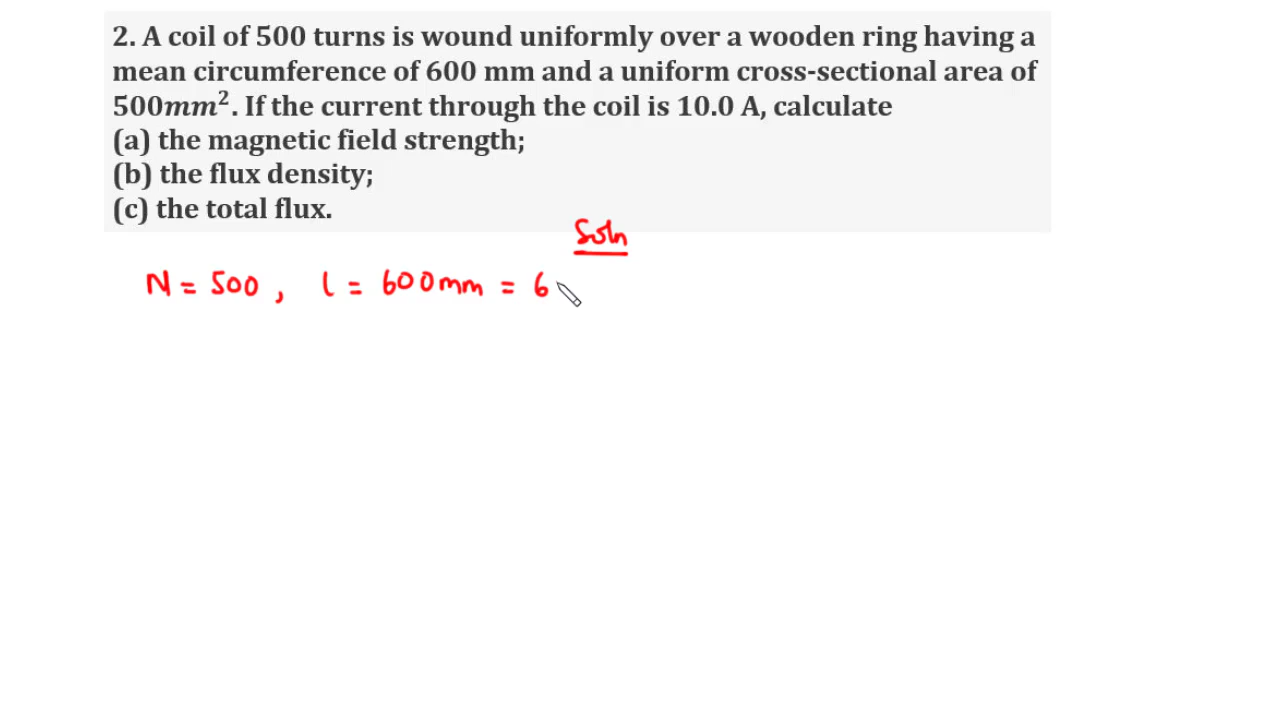 2. A coil of 500 turns is wound uniformly over a wooden ring having a
mean circumference of 600 mm and a uniform cross-sectional area of
500mm². If the current through the coil is 10.0 A, calculate
(a) the magnetic field strength;
(b) the flux density;
(c) the total flux.
Soln
N = 500 , l = 600mm = 6